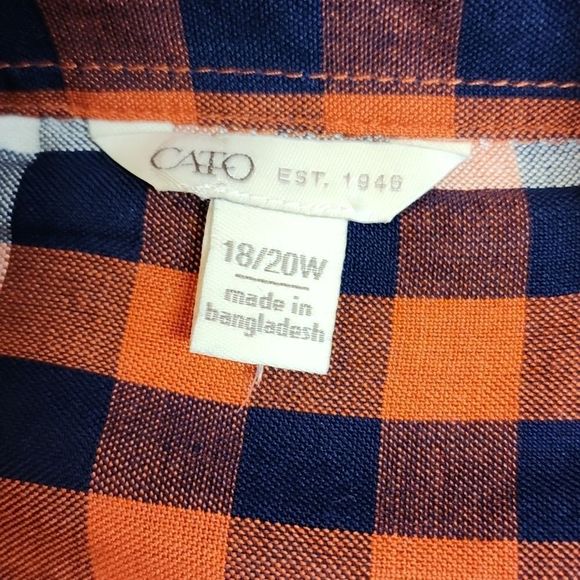 CATO EST. 1946
18/20W
made in
bangladesh